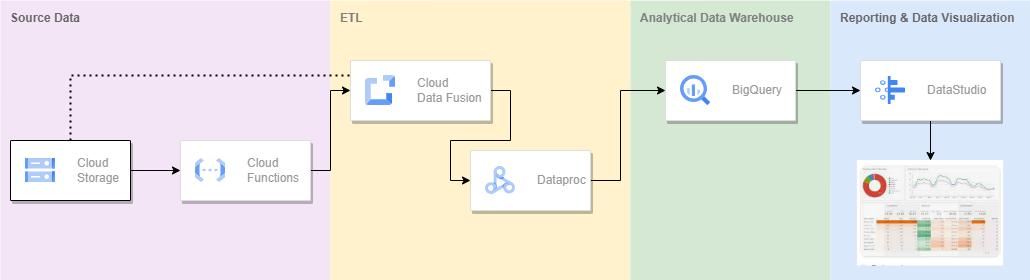 Source Data
ETL
Analytical Data Warehouse
Reporting & Data Visualization
Cloud
Data Fusion
BigQuery
DataStudio
Cloud
Storage
Cloud
Functions
Dataproc